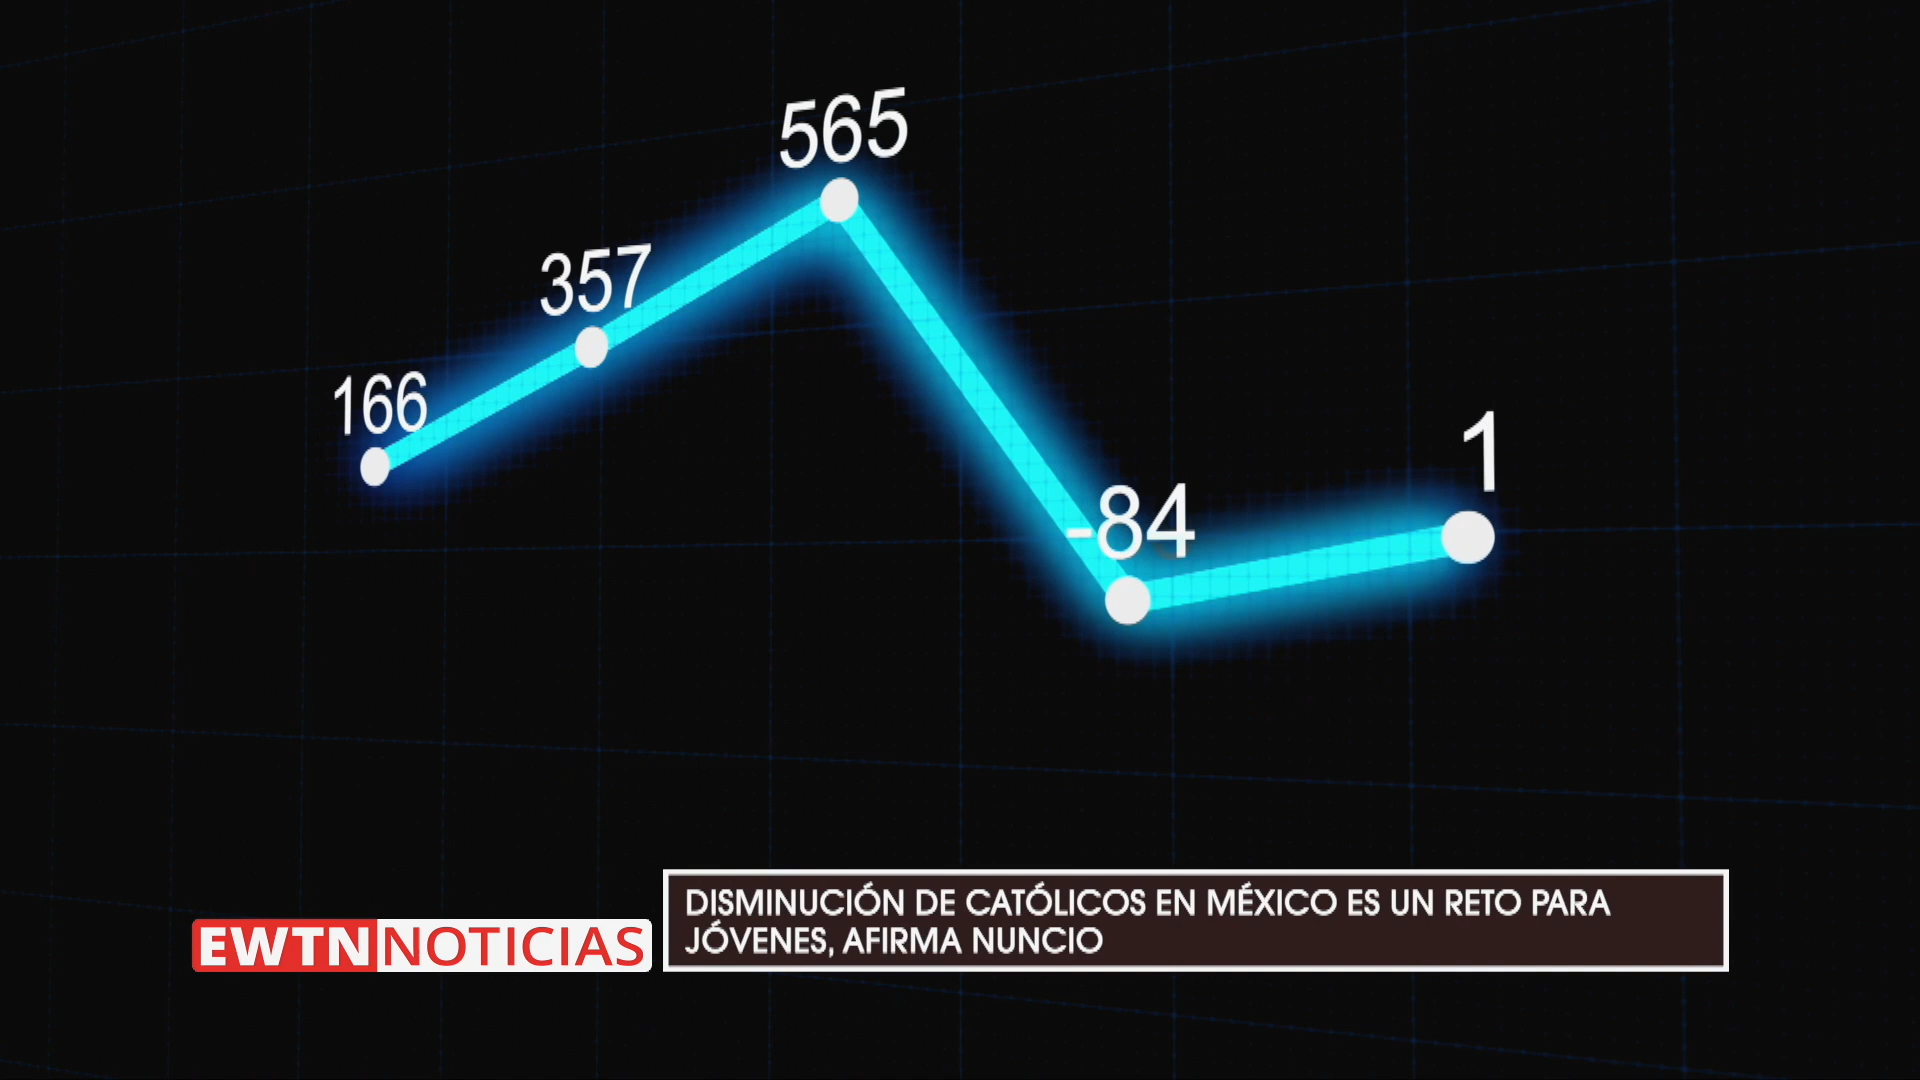 565
357
166
1
-84
DISMINUCIÓN DE CATÓLICOS EN MÉXICO ES UN RETO PARA
JÓVENES, AFIRMA NUNCIO
EWTN NOTICIAS